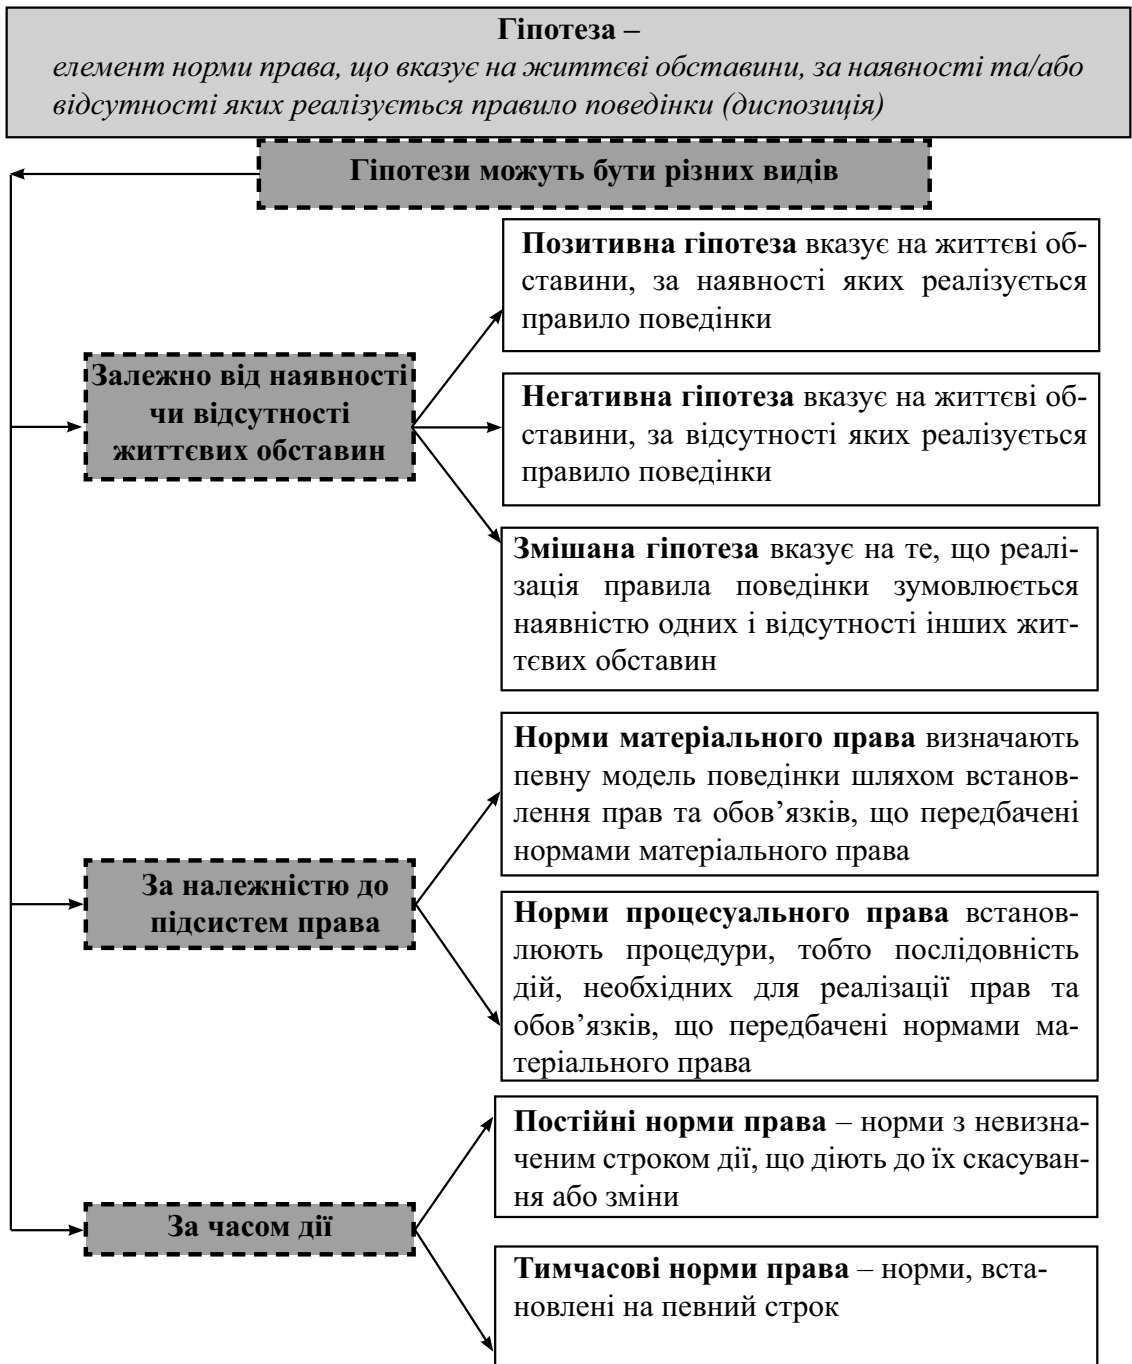 Гіпотеза –
елемент норми права, що вказує на життєві обставини, за наявності та/або
відсутності яких реалізується правило поведінки (диспозиція)
Гіпотези можуть бути різних видів
Залежно від наявності
чи відсутності
життєвих обставин
Позитивна гіпотеза вказує на життєві об-
ставини, за наявності яких реалізується
правило поведінки
Негативна гіпотеза вказує на життєві об-
ставини, за відсутності яких реалізується
правило поведінки
Змішана гіпотеза вказує на те, що реалі-
зація правила поведінки зумовлюється
наявністю одних і відсутності інших жит-
тєвих обставин
За належністю до
підсистем права
Норми матеріального права визначають
певну модель поведінки шляхом встанов-
лення прав та обов’язків, що передбачені
нормами матеріального права
Норми процесуального права встанов-
люють процедури, тобто послідовність
дій, необхідних для реалізації прав та
обов’язків, що передбачені нормами ма-
теріального права
За часом дії
Постійні норми права – норми з невизна-
ченим строком дії, що діють до їх скасуван-
ня або зміни
Тимчасові норми права – норми, вста-
новлені на певний строк